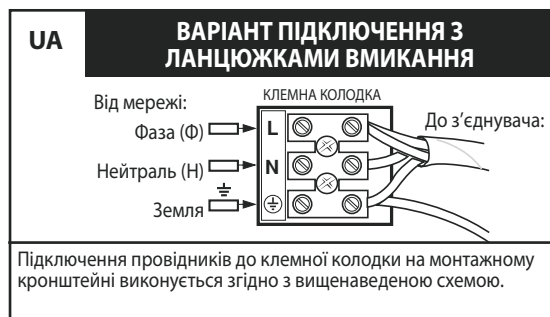 UA
ВАРІАНТ ПІДКЛЮЧЕННЯ З
ЛАНЦЮЖКАМИ ВМИКАННЯ
Від мережі:
КЛЕМНА КОЛОДКА
До з’єднувача:
Фаза (Ф)
L
Нейтраль (Н)
N
Земля
Підключення провідників до клемної колодки на монтажному
кронштейні виконується згідно з вищенаведеною схемою.